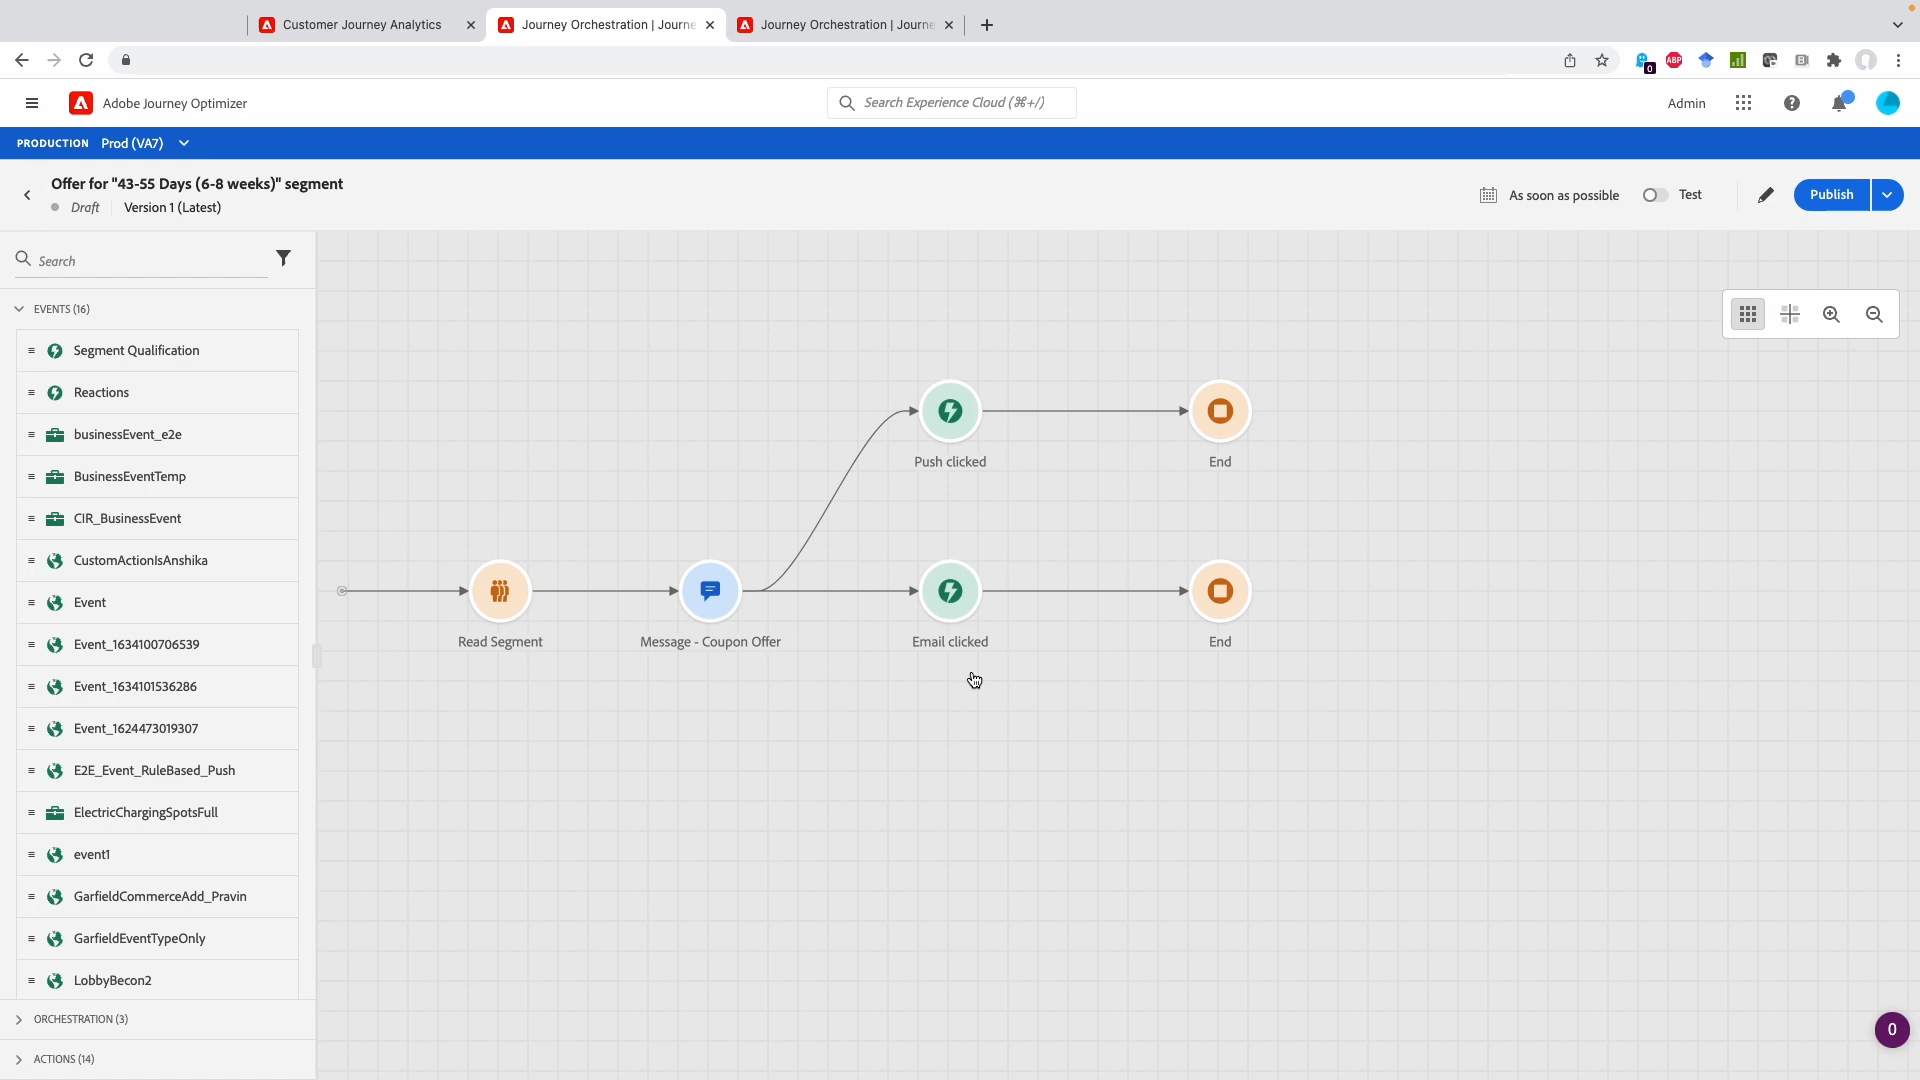 Customer Journey Analytics
Journey Orchestration | Journe
Journey Orchestration | Journe
0
ABP
Adobe Journey Optimizer
Search Experience Cloud (⌘+/)
Admin
PRODUCTION Prod (VA7)
Offer for "43-55 Days (6-8 weeks)" segment
Draft
Version 1 (Latest)
As soon as possible
Test
Publish
Search
EVENTS (16)
Segment Qualification
Reactions
businessEvent_e2e
BusinessEventTemp
CIR_BusinessEvent
CustomActionIsAnshika
Event
Event_1634100706539
Event_1634101536286
Event_1624473019307
E2E_Event_RuleBased_Push
ElectricChargingSpotsFull
event1
GarfieldCommerceAdd_Pravin
GarfieldEventTypeOnly
LobbyBecon2
ORCHESTRATION (3)
ACTIONS (14)
Push clicked
End
Read Segment
Message - Coupon Offer
Email clicked
End
0